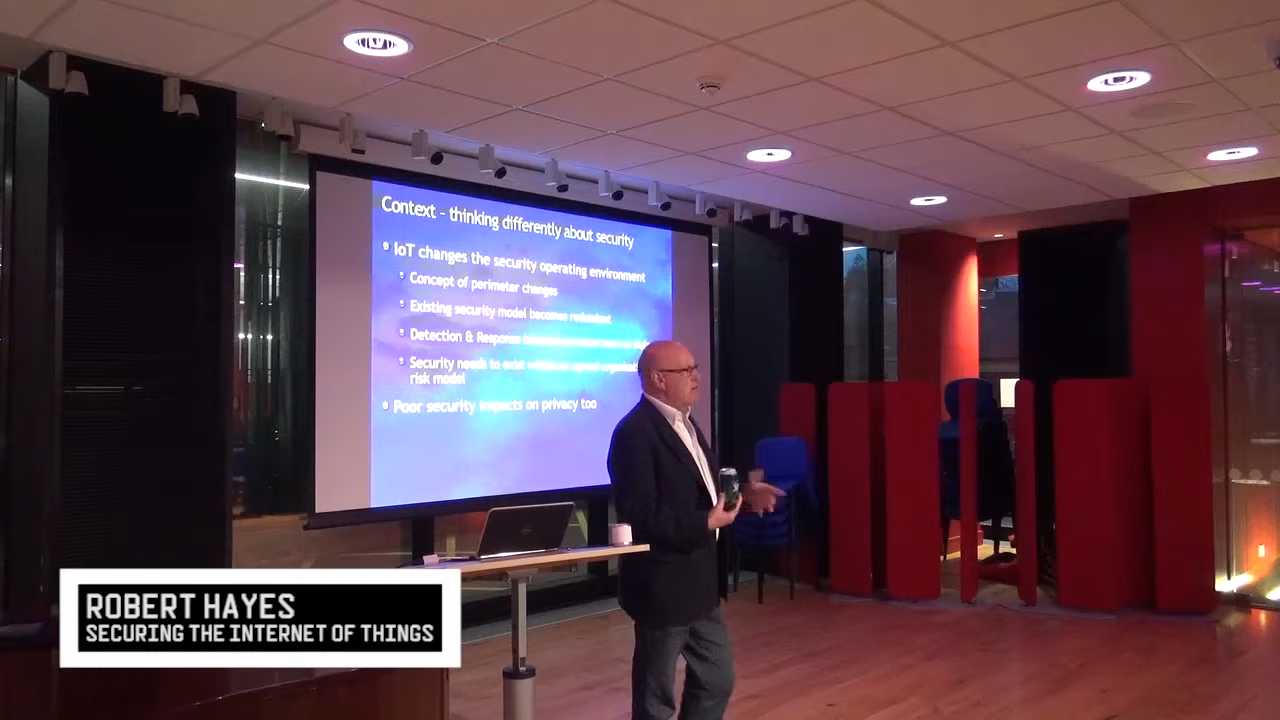 Context - thinking differently about security
IoT changes the security operating environment
Concept of perimeter changes
Existing security model becomes redundant
Detection & Response
Security needs to exist
risk model
Poor security impacts on privacy too
ROBERT HAYES
SECURING THE INTERNET OF THINGS